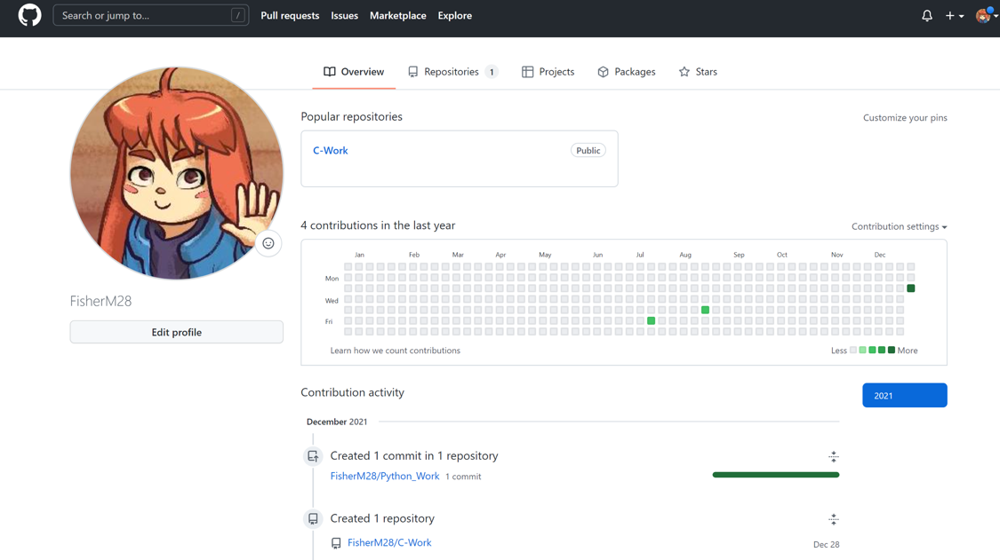 Search or jump to... /
Pull requests Issues Marketplace Explore
Overview Repositories 1 Projects Packages Stars
Popular repositories
Customize your pins
C-Work Public
4 contributions in the last year
Contribution settings
Jan Feb Mar Apr May Jun Jul Aug Sep Oct Nov Dec
Mon
Wed
Fri
Learn how we count contributions
Less More
FisherM28
Edit profile
Contribution activity
2021
December 2021
Created 1 commit in 1 repository
FisherM28/Python_Work 1 commit
Created 1 repository
FisherM28/C-Work Dec 28